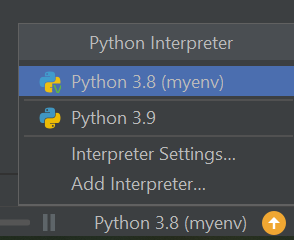 Python Interpreter
Python 3.8 (myenv)
Python 3.9
Interpreter Settings...
Add Interpreter...
Python 3.8 (myenv)